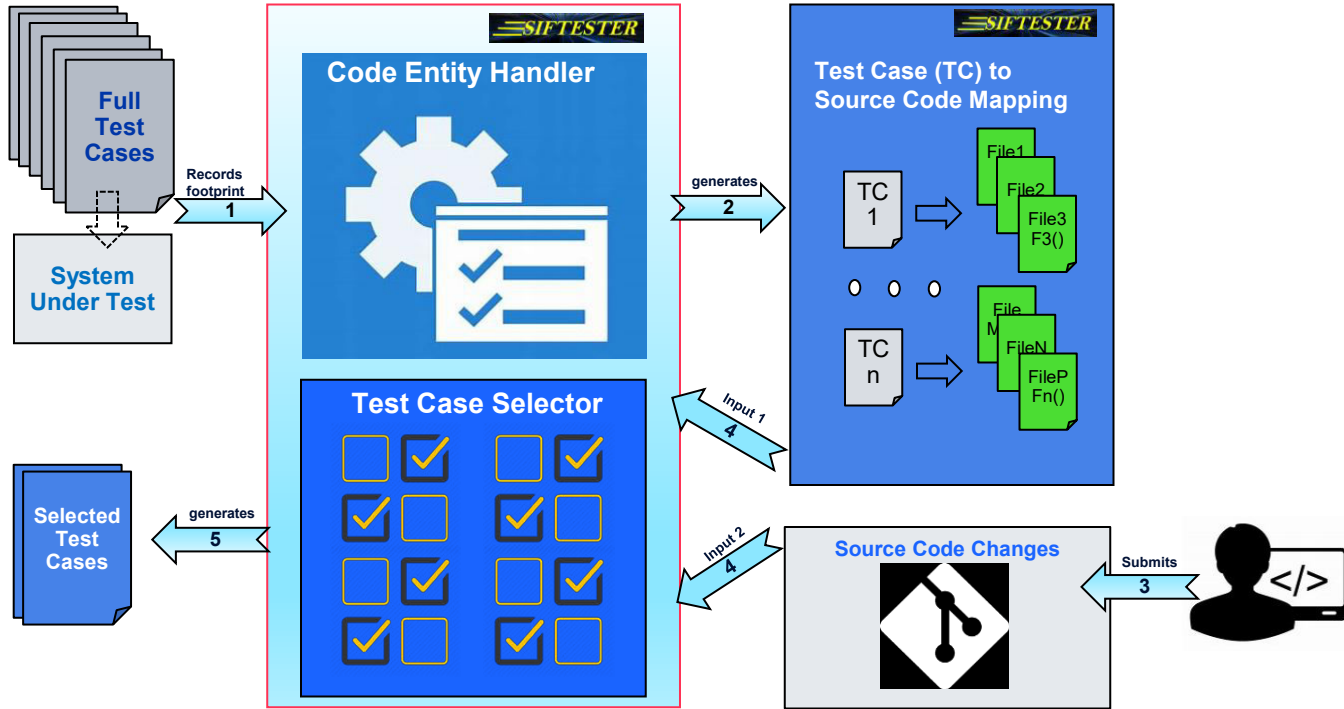 SIFTESTER
SIFTESTER
Full
Test
Cases
System
Under Test
Records
footprint
1
Code Entity Handler
generates
2
Test Case (TC) to
Source Code Mapping
TC
1
File1
File2
File3
F3()
TC
n
File
FileN
FileP
Fn()
Test Case Selector
Input 1
4
Input 2
4
Source Code Changes
</>
Submits
3
generates
5
Selected
Test
Cases